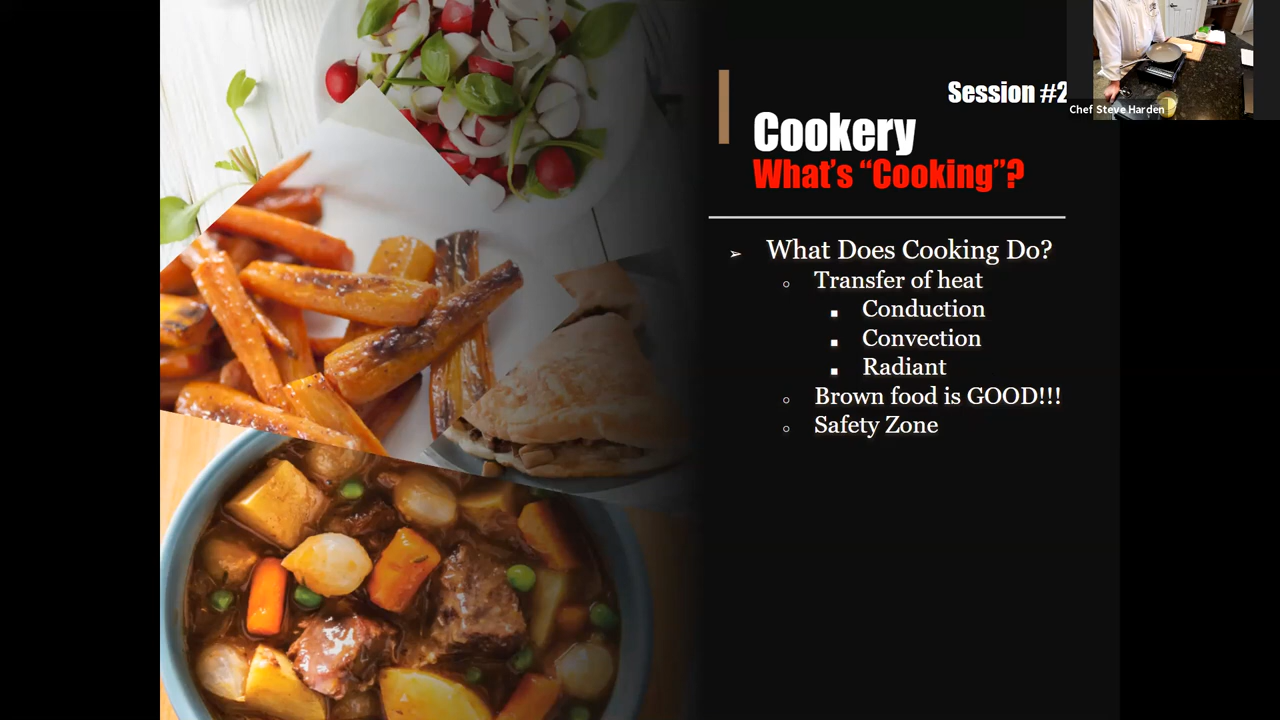 Session #2
Chef Steve Harden
Cookery
What's “Cooking”?
➢ What Does Cooking Do?
○ Transfer of heat
■ Conduction
■ Convection
■ Radiant
○ Brown food is GOOD!!!
○ Safety Zone